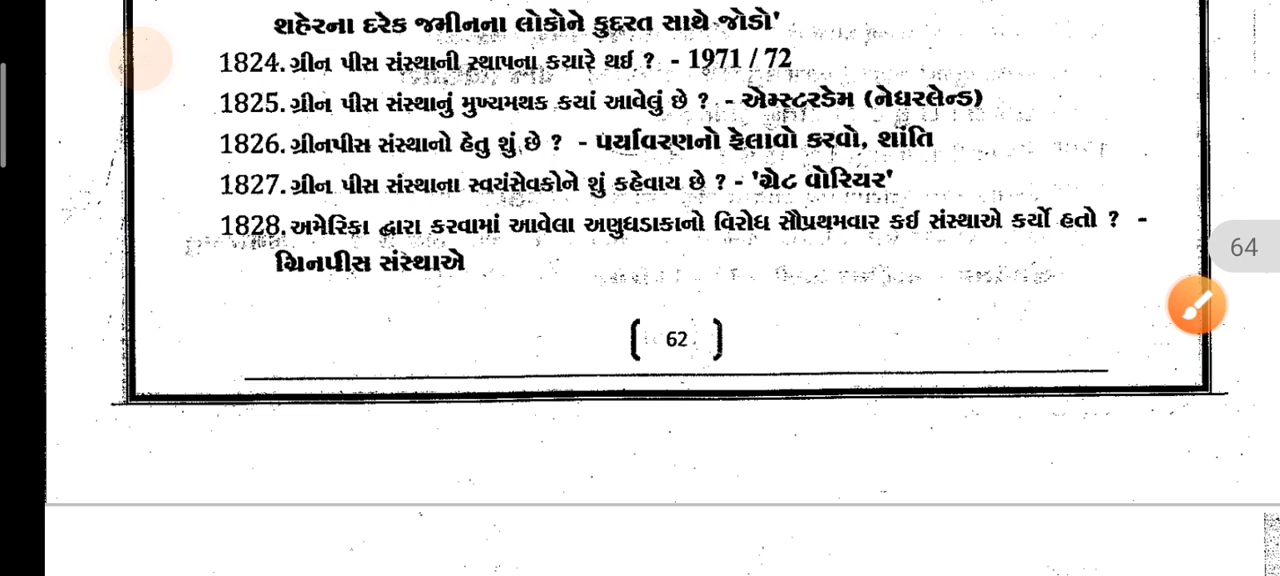 શહેરના દરેક જમીનના લોકોને કુદરત સાથે જોડો'
1824. ગ્રીન પીસ સંસ્થાની સ્થાપના કયારે થઈ ? - 1971 / 72
1825. ગ્રીન પીસ સંસ્થાનું મુખ્યમથક કયાં આવેલું છે ? - એમ્સ્ટરડેમ (નેધરલેન્ડ)
1826. ગ્રીનપીસ સંસ્થાનો હેતુ શું છે ? - પર્યાવરણનો ફેલાવો કરવો, શાંતિ
1827. ગ્રીન પીસ સંસ્થાના સ્વયંસેવકોને શું કહેવાય છે ? - 'ગ્રેટ વોરિયર'
1828. અમેરિકા દ્વારા કરવામાં આવેલા અણુધડાકાનો વિરોધ સૌપ્રથમવાર કઈ સંસ્થાએ કર્યો હતો ? -
ગ્રિનપીસ સંસ્થાએ
64
( 62 )